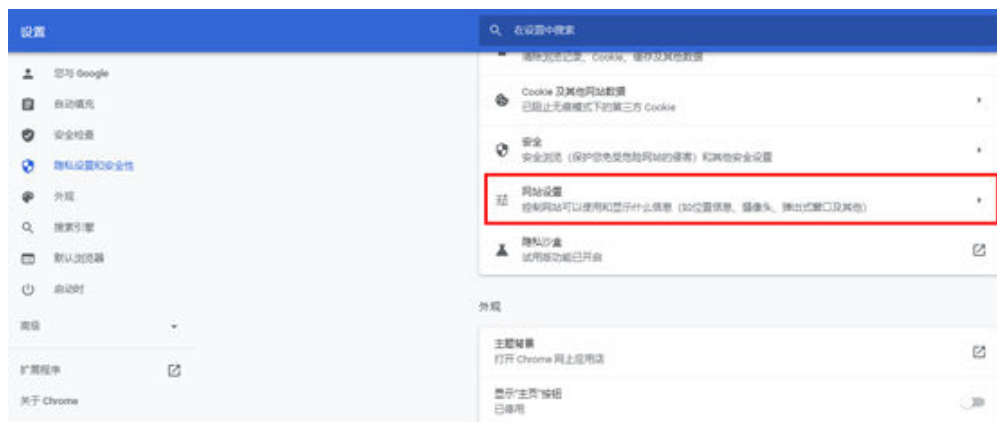 设置
在设置中搜索
您与 Google
自动填充
安全检查
隐私设置和安全性
外观
搜索引擎
默认浏览器
启动时
高级
扩展程序
关于 Chrome
清除浏览记录、Cookie、缓存及其他数据
Cookie 及其他网站数据
已阻止无痕模式下的第三方 Cookie
安全
安全浏览（保护您免受危险网站的侵害）和其他安全设置
网站设置
控制网站可以使用和显示什么信息（如位置信息、摄像头、弹出式窗口及其他）
隐私沙盒
试用版功能已开启
外观
主题背景
打开 Chrome 网上应用店
显示“主页”按钮
已停用